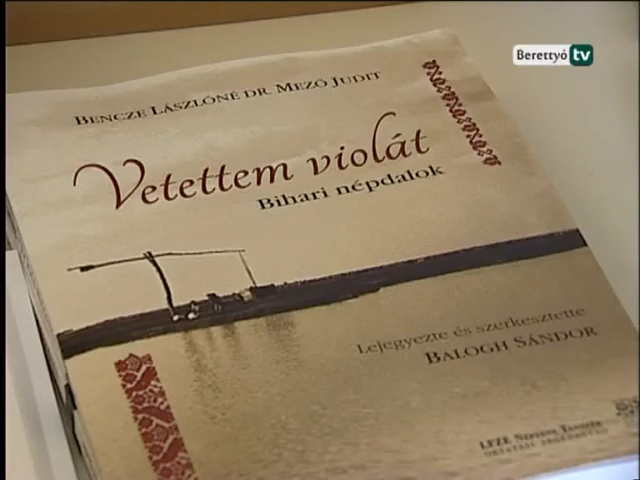 Berettyó tv
BENCZE LÁSZLÓNÉ DR. MEZŐ JUDIT
Vetettem violát
Bihari népdalok
Lejegyezte és szerkesztette
BALOGH SÁNDOR